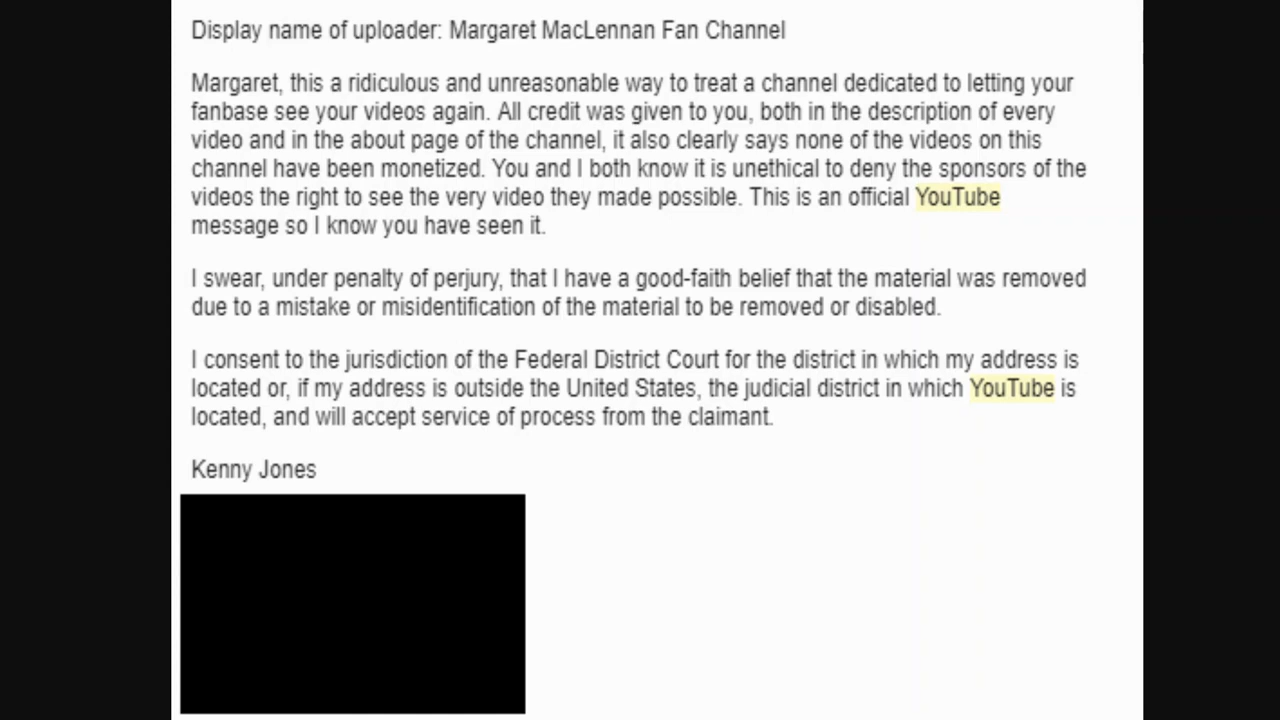 Display name of uploader: Margaret MacLennan Fan Channel
Margaret, this a ridiculous and unreasonable way to treat a channel dedicated to letting your
fanbase see your videos again. All credit was given to you, both in the description of every
video and in the about page of the channel, it also clearly says none of the videos on this
channel have been monetized. You and I both know it is unethical to deny the sponsors of the
videos the right to see the very video they made possible. This is an official YouTube
message so I know you have seen it.
I swear, under penalty of perjury, that I have a good-faith belief that the material was removed
due to a mistake or misidentification of the material to be removed or disabled.
I consent to the jurisdiction of the Federal District Court for the district in which my address is
located or, if my address is outside the United States, the judicial district in which YouTube is
located, and will accept service of process from the claimant.
Kenny Jones